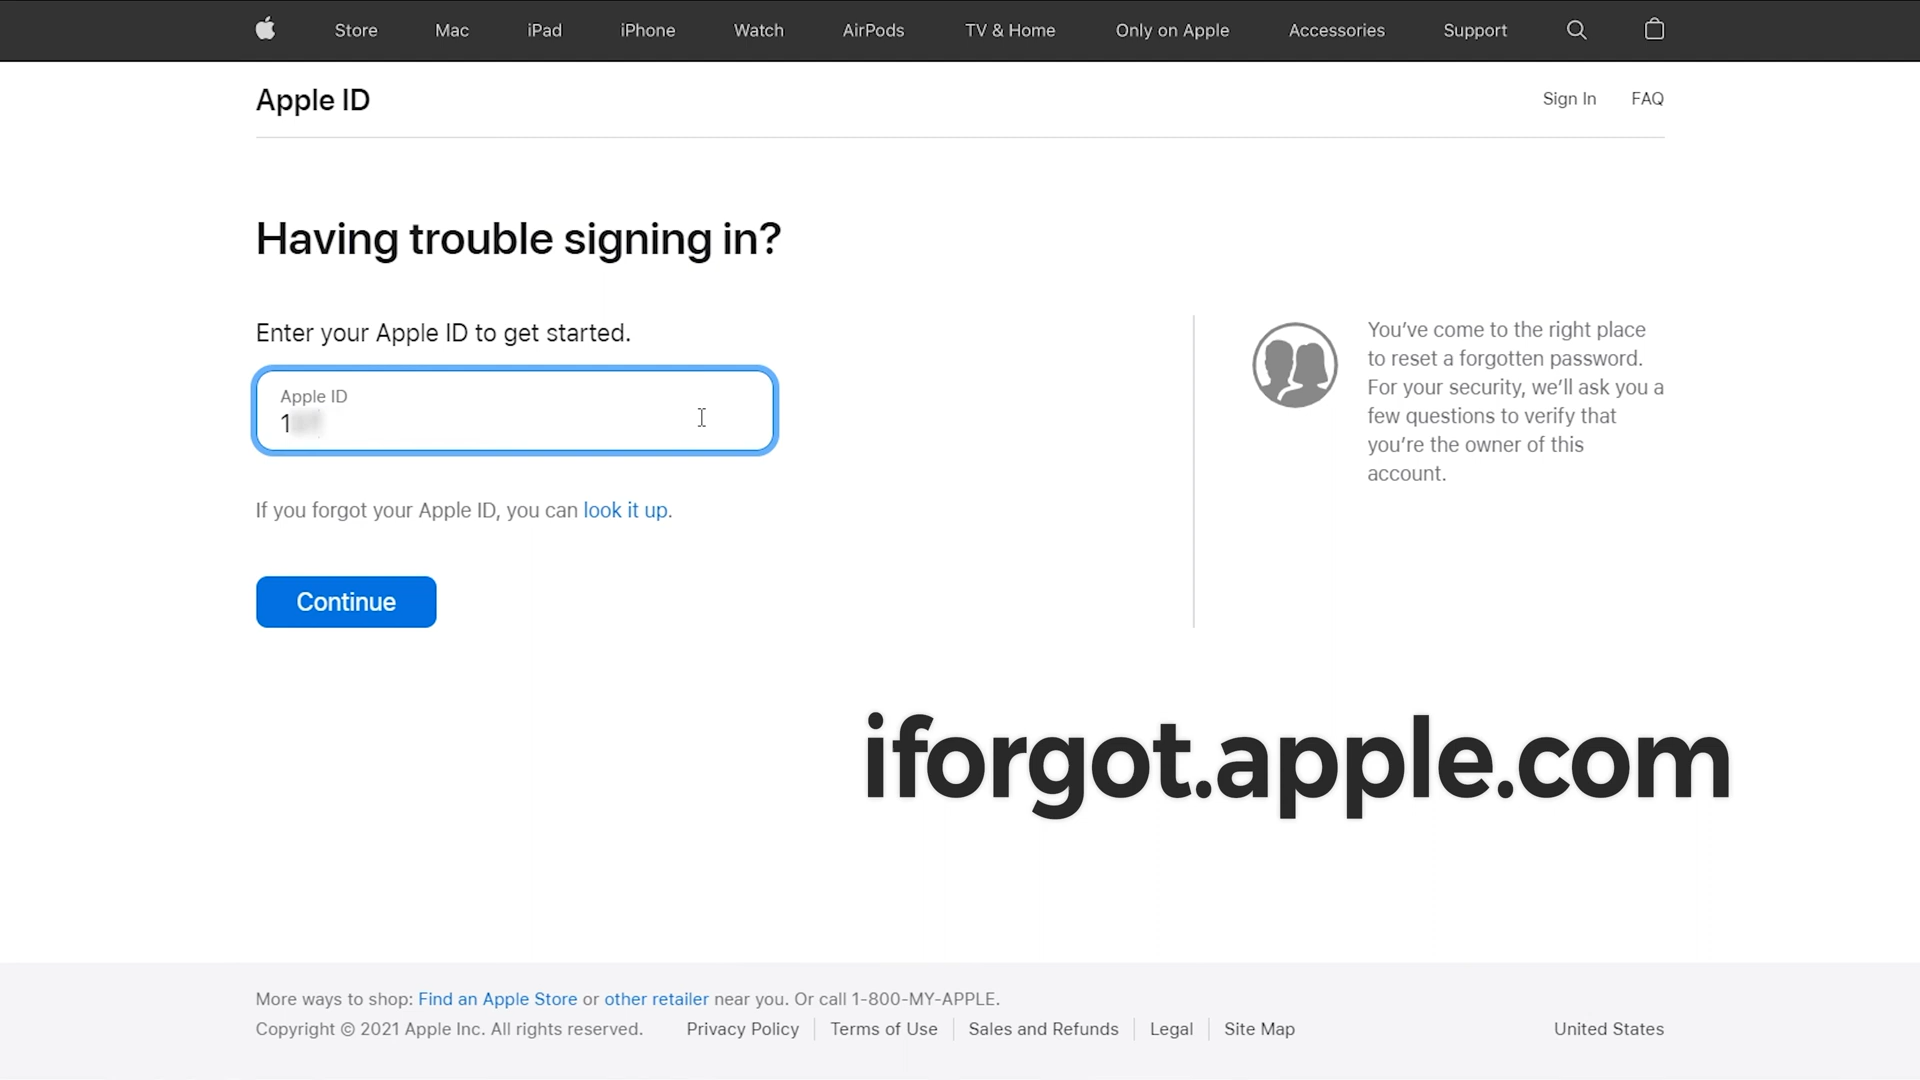 Store Mac iPad iPhone Watch AirPods TV & Home Only on Apple Accessories Support
Apple ID
Sign In FAQ
Having trouble signing in?
Enter your Apple ID to get started.
Apple ID
1
If you forgot your Apple ID, you can look it up.
Continue
You’ve come to the right place
to reset a forgotten password.
For your security, we’ll ask you a
few questions to verify that
you’re the owner of this
account.
iforgot.apple.com
More ways to shop: Find an Apple Store or other retailer near you. Or call 1-800-MY-APPLE.
Copyright © 2021 Apple Inc. All rights reserved. Privacy Policy Terms of Use Sales and Refunds Legal Site Map United States